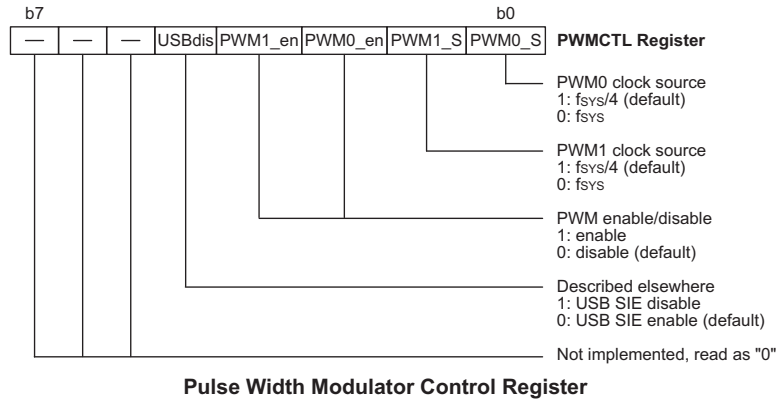 b7 b0
— — — USBdis PWM1_en PWM0_en PWM1_S PWM0_S PWMCTL Register
PWM0 clock source
1: fSYS/4 (default)
0: fSYS
PWM1 clock source
1: fSYS/4 (default)
0: fSYS
PWM enable/disable
1: enable
0: disable (default)
Described elsewhere
1: USB SIE disable
0: USB SIE enable (default)
Not implemented, read as "0"
Pulse Width Modulator Control Register